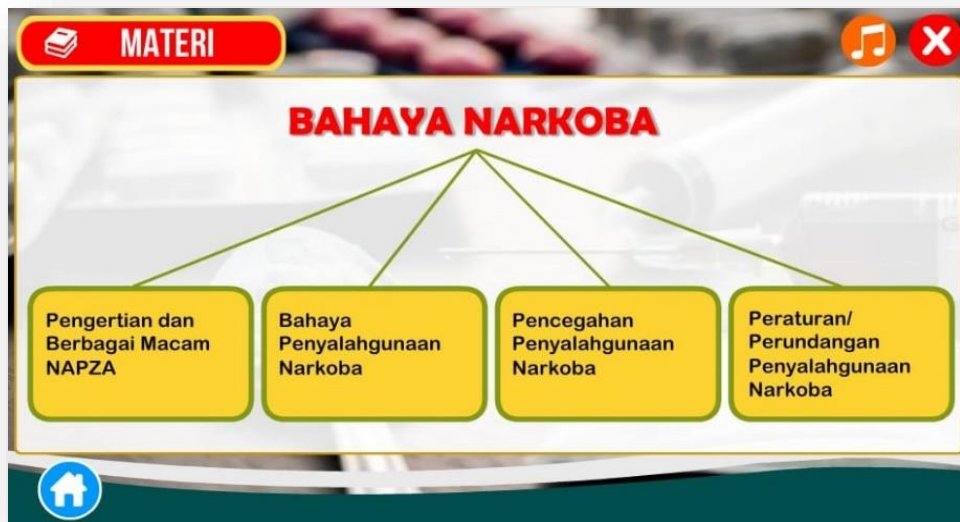 MATERI
BAHAYA NARKOBA
Pengertian dan
Berbagai Macam
NAPZA
Bahaya
Penyalahgunaan
Narkoba
Pencegahan
Penyalahgunaan
Narkoba
Peraturan/
Perundangan
Penyalahgunaan
Narkoba